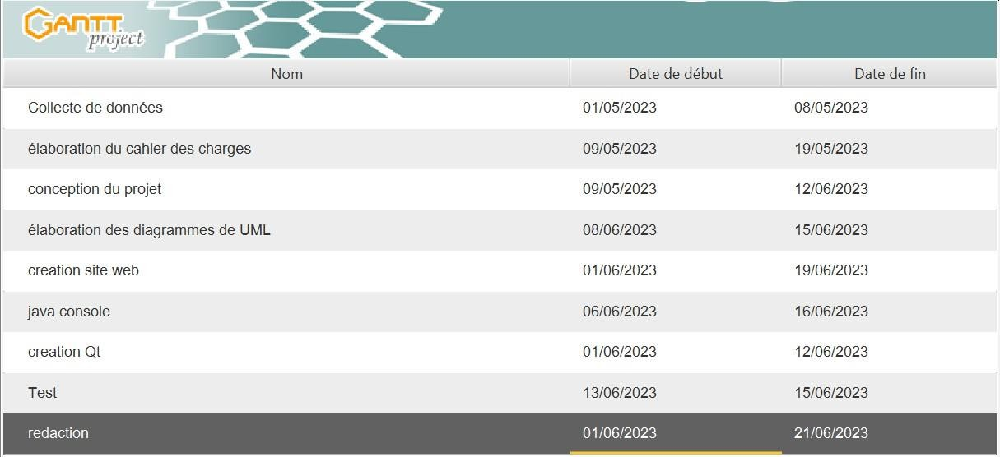 GANTT
project
Nom Date de début Date de fin
Collecte de données 01/05/2023 08/05/2023
élaboration du cahier des charges 09/05/2023 19/05/2023
conception du projet 09/05/2023 12/06/2023
élaboration des diagrammes de UML 08/06/2023 15/06/2023
creation site web 01/06/2023 19/06/2023
java console 06/06/2023 16/06/2023
creation Qt 01/06/2023 12/06/2023
Test 13/06/2023 15/06/2023
redaction 01/06/2023 21/06/2023